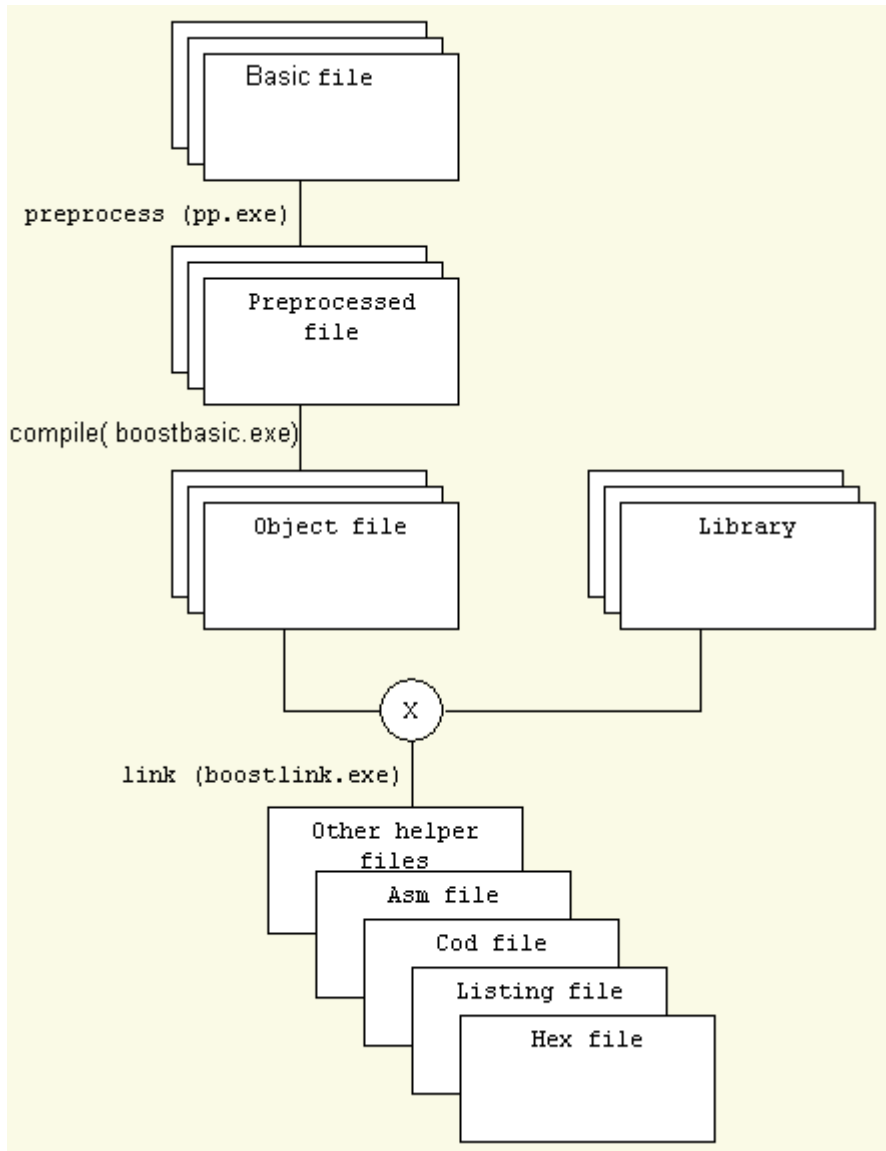 Basic file
preprocess (pp.exe)
Preprocessed
file
compile( boostbasic.exe)
Object file
Library
X
link (boostlink.exe)
Other helper
files
Asm file
Cod file
Listing file
Hex file